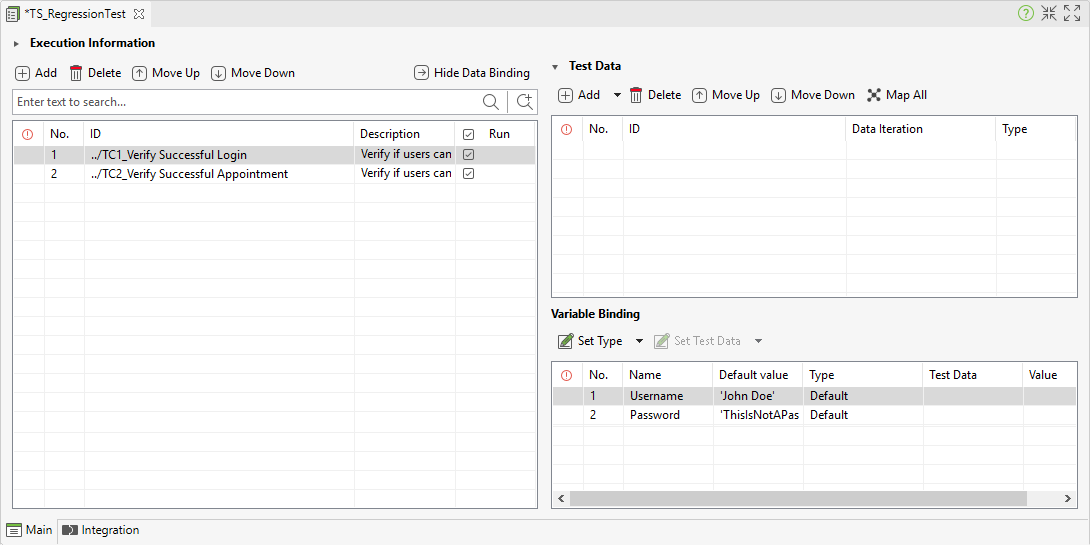 *TS_RegressionTest
Execution Information
Add Delete Move Up Move Down Hide Data Binding
Enter text to search...
No. ID Description Run
1 ../TC1_Verify Successful Login Verify if users can
2 ../TC2_Verify Successful Appointment Verify if users can
Test Data
Add Delete Move Up Move Down Map All
No. ID Data Iteration Type
Variable Binding
Set Type Set Test Data
No. Name Default value Type Test Data Value
1 Username 'John Doe' Default
2 Password 'ThisIsNotAPas Default
Main Integration